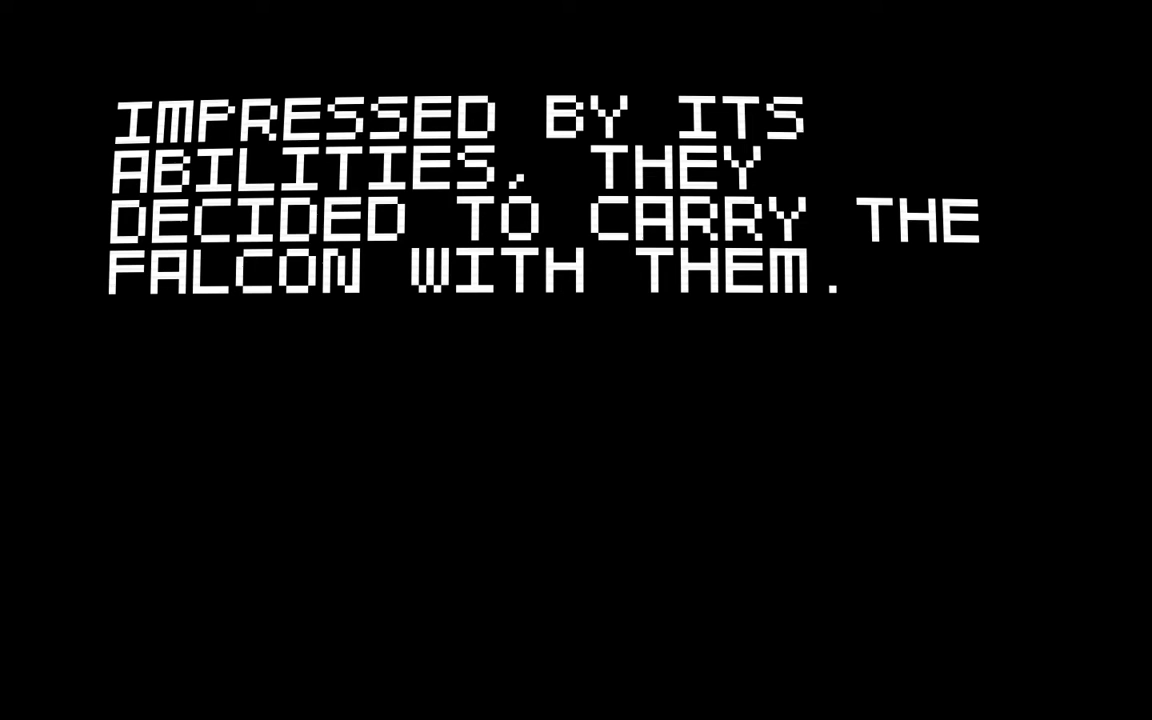 IMPRESSED BY ITS
ABILITIES, THEY
DECIDED TO CARRY THE
FALCON WITH THEM.